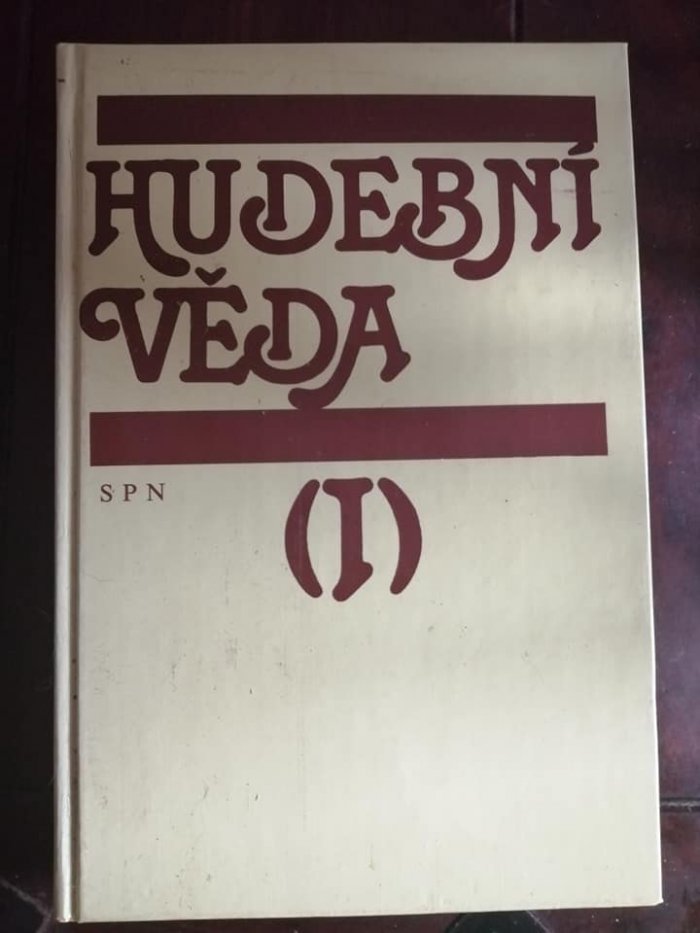 HUDEBNÍ
VĚDA
SPN
(I)